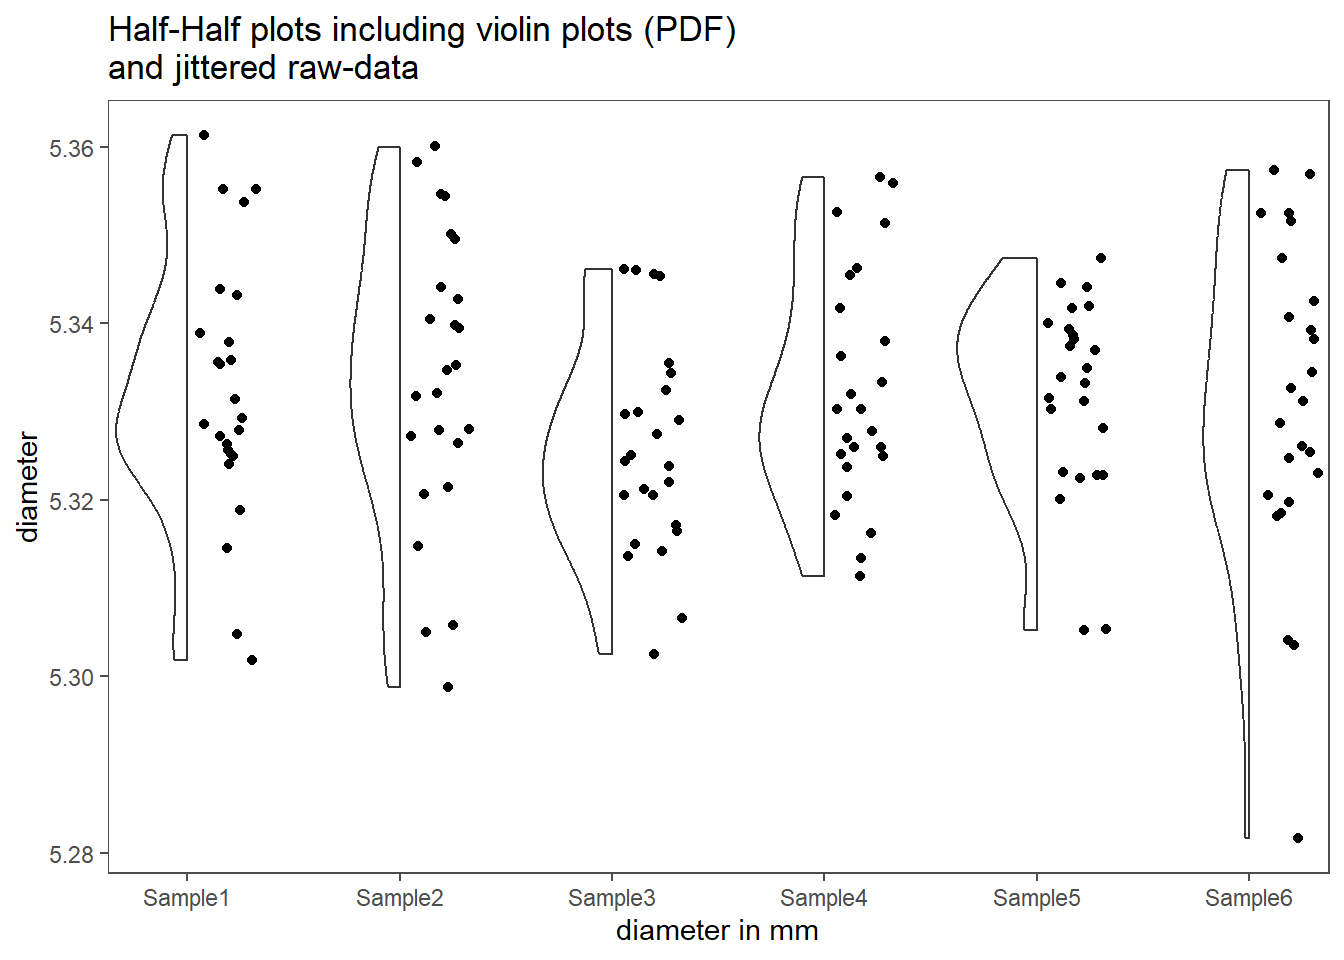 Half-Half plots including violin plots (PDF)
and jittered raw-data
5.36
5.34
5.32
5.30
5.28
diameter
Sample1 Sample2 Sample3 Sample4 Sample5 Sample6
diameter in mm